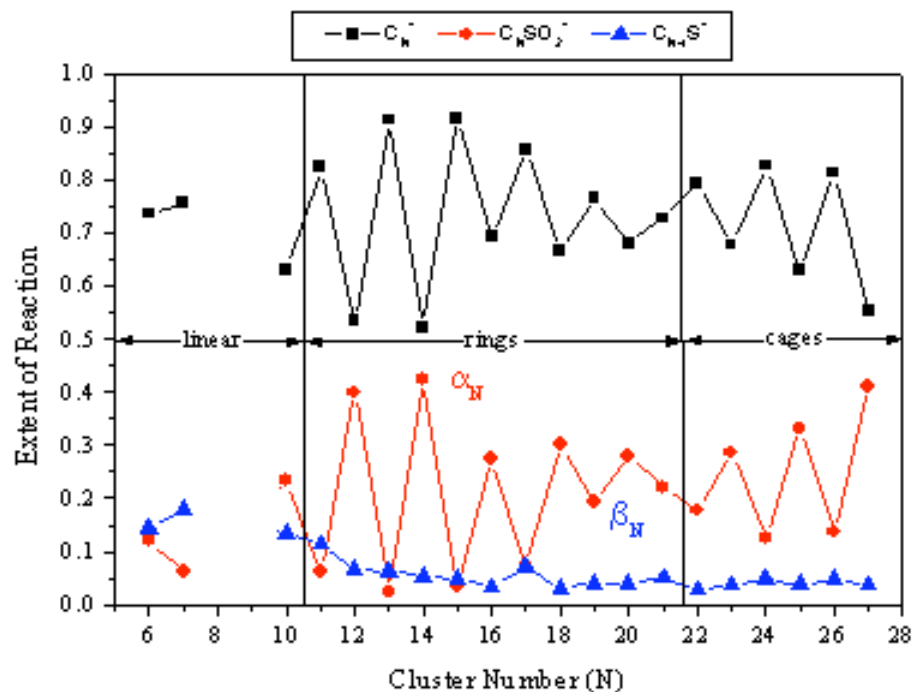 C_N^- C_NSO_2^- C_{N-1}S^-
1.0
0.9
0.8
0.7
0.6
0.5
0.4
0.3
0.2
0.1
0.0
Extent of Reaction
linear rings cages
α_N
β_N
6 8 10 12 14 16 18 20 22 24 26 28
Cluster Number (N)